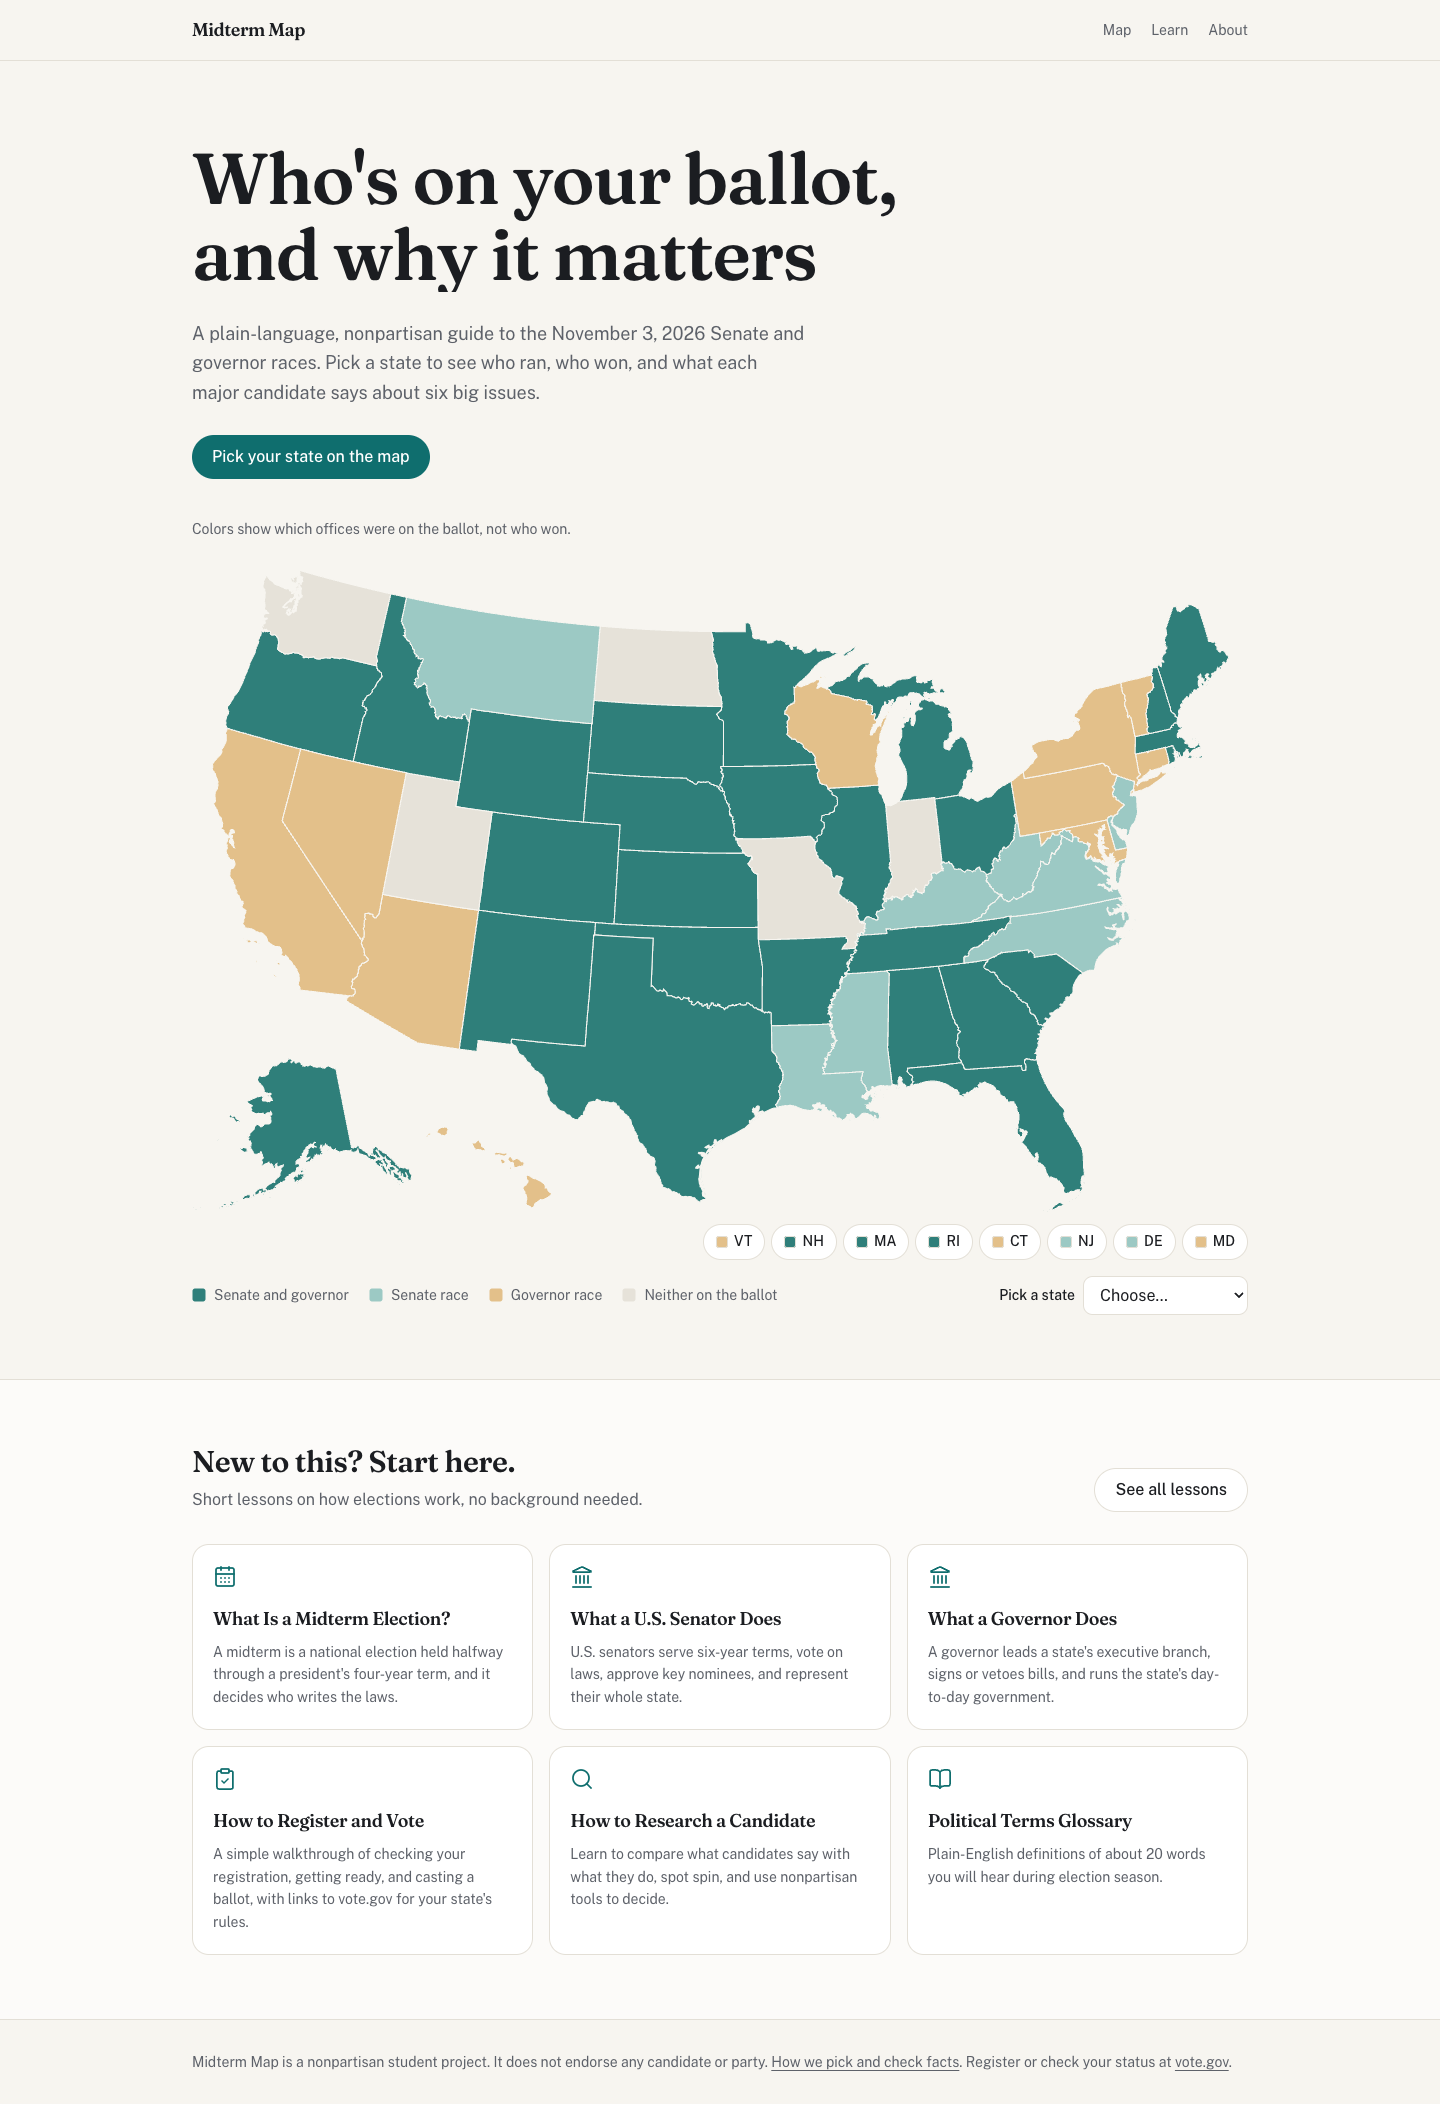 Midterm Map
Map Learn About
Who's on your ballot,
and why it matters
A plain-language, nonpartisan guide to the November 3, 2026 Senate and
governor races. Pick a state to see who ran, who won, and what each
major candidate says about six big issues.
Pick your state on the map
Colors show which offices were on the ballot, not who won.
VT NH MA RI CT NJ DE MD
Senate and governor Senate race Governor race Neither on the ballot Pick a state Choose...
New to this? Start here.
Short lessons on how elections work, no background needed.
See all lessons
What Is a Midterm Election?
A midterm is a national election held halfway
through a president's four-year term, and it
decides who writes the laws.
What a U.S. Senator Does
U.S. senators serve six-year terms, vote on
laws, approve key nominees, and represent
their whole state.
What a Governor Does
A governor leads a state's executive branch,
signs or vetoes bills, and runs the state's day-
to-day government.
How to Register and Vote
A simple walkthrough of checking your
registration, getting ready, and casting a
ballot, with links to vote.gov for your state's
rules.
How to Research a Candidate
Learn to compare what candidates say with
what they do, spot spin, and use nonpartisan
tools to decide.
Political Terms Glossary
Plain-English definitions of about 20 words
you will hear during election season.
Midterm Map is a nonpartisan student project. It does not endorse any candidate or party. How we pick and check facts. Register or check your status at vote.gov.